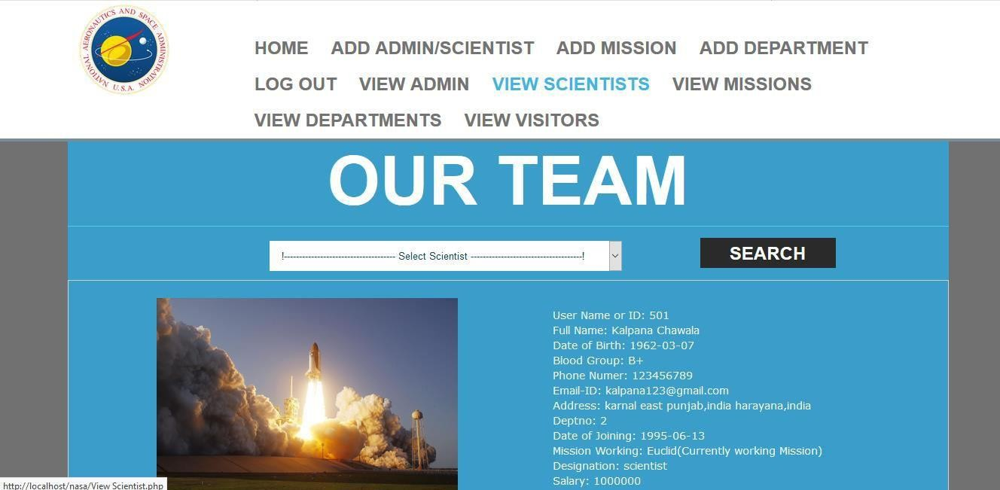 NATIONAL AERONAUTICS AND SPACE ADMINISTRATION
U.S.A.
HOME ADD ADMIN/SCIENTIST ADD MISSION ADD DEPARTMENT
LOG OUT VIEW ADMIN VIEW SCIENTISTS VIEW MISSIONS
VIEW DEPARTMENTS VIEW VISITORS
OUR TEAM
!------------------------------------- Select Scientist -------------------------------------! SEARCH
User Name or ID: 501
Full Name: Kalpana Chawala
Date of Birth: 1962-03-07
Blood Group: B+
Phone Numer: 123456789
Email-ID: kalpana123@gmail.com
Address: karnal east punjab,india harayana,india
Deptno: 2
Date of Joining: 1995-06-13
Mission Working: Euclid(Currently working Mission)
Designation: scientist
Salary: 1000000
http://localhost/nasa/View Scientist.php